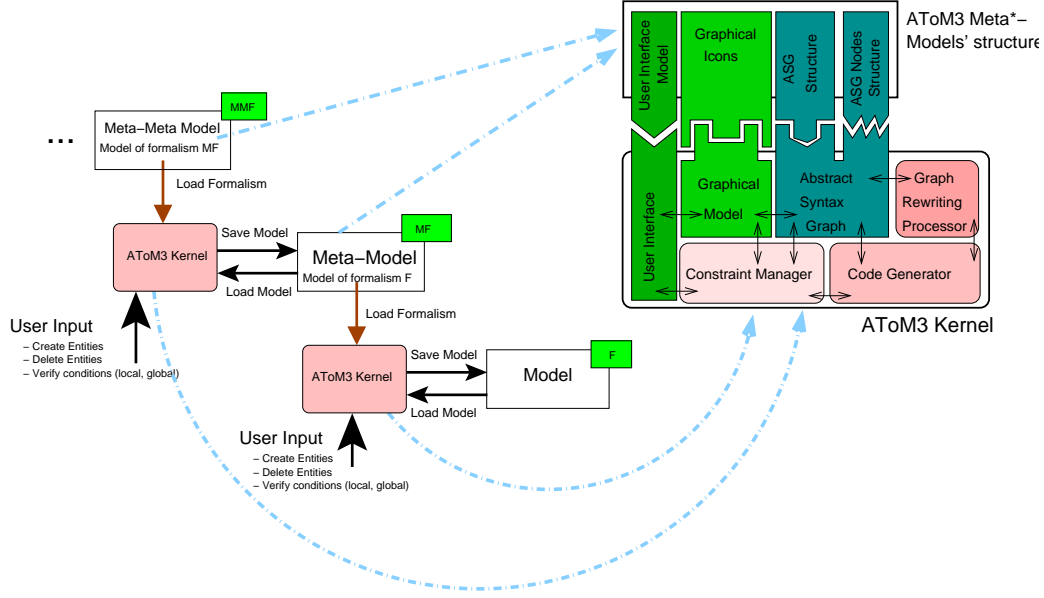 ...
MMF
Meta–Meta Model
Model of formalism MF
Load Formalism
AToM3 Kernel
Save Model
Load Model
MF
Meta–Model
Model of formalism F
User Input
– Create Entities
– Delete Entities
– Verify conditions (local, global)
Load Formalism
AToM3 Kernel
Save Model
Load Model
F
Model
User Input
– Create Entities
– Delete Entities
– Verify conditions (local, global)
User Interface
Model
Graphical
Icons
ASG
Structure
ASG Nodes
Structure
AToM3 Meta*–
Models' structure
User Interface
Graphical
Model
Abstract
Syntax
Graph
Graph
Rewriting
Processor
Constraint Manager
Code Generator
AToM3 Kernel